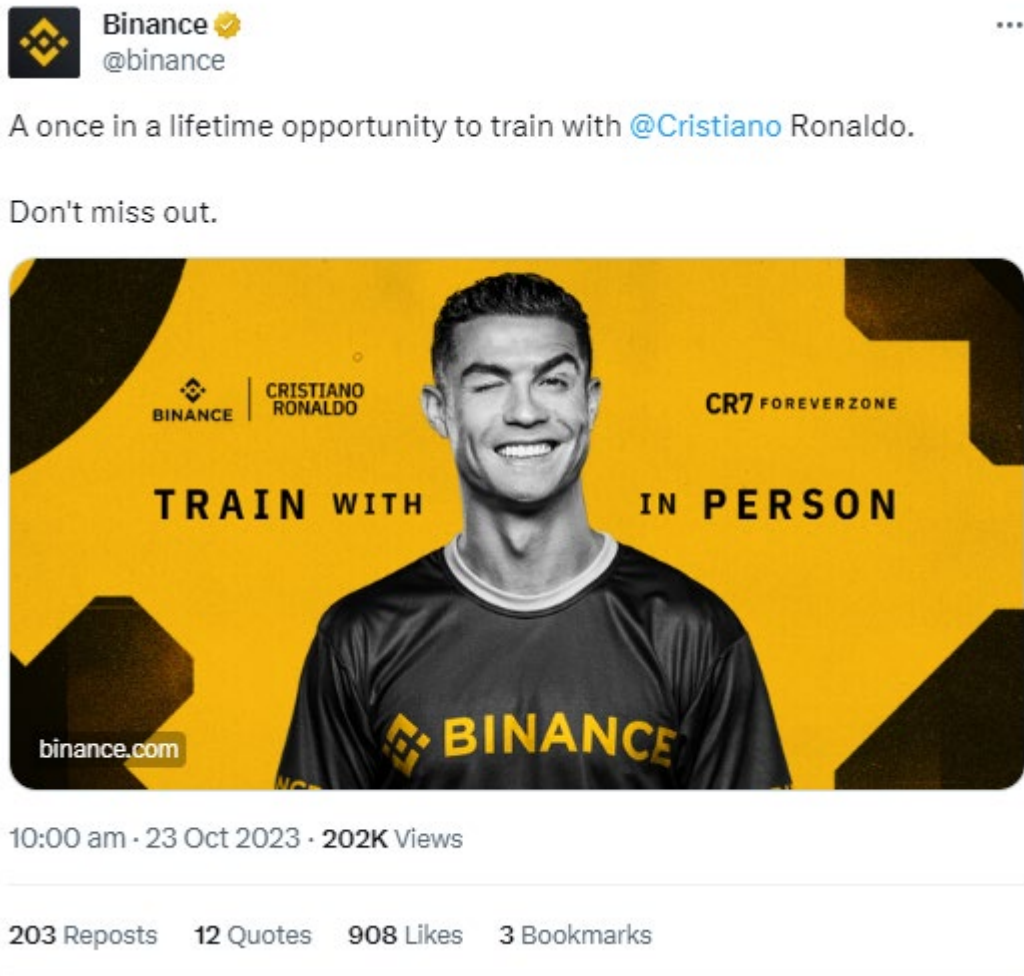 Binance
@binance
A once in a lifetime opportunity to train with @Cristiano Ronaldo.
Don't miss out.
BINANCE
CRISTIANO
RONALDO
CR7 FOREVERZONE
TRAIN WITH
IN PERSON
BINANCE
binance.com
10:00 am · 23 Oct 2023 · 202K Views
203 Reposts 12 Quotes 908 Likes 3 Bookmarks